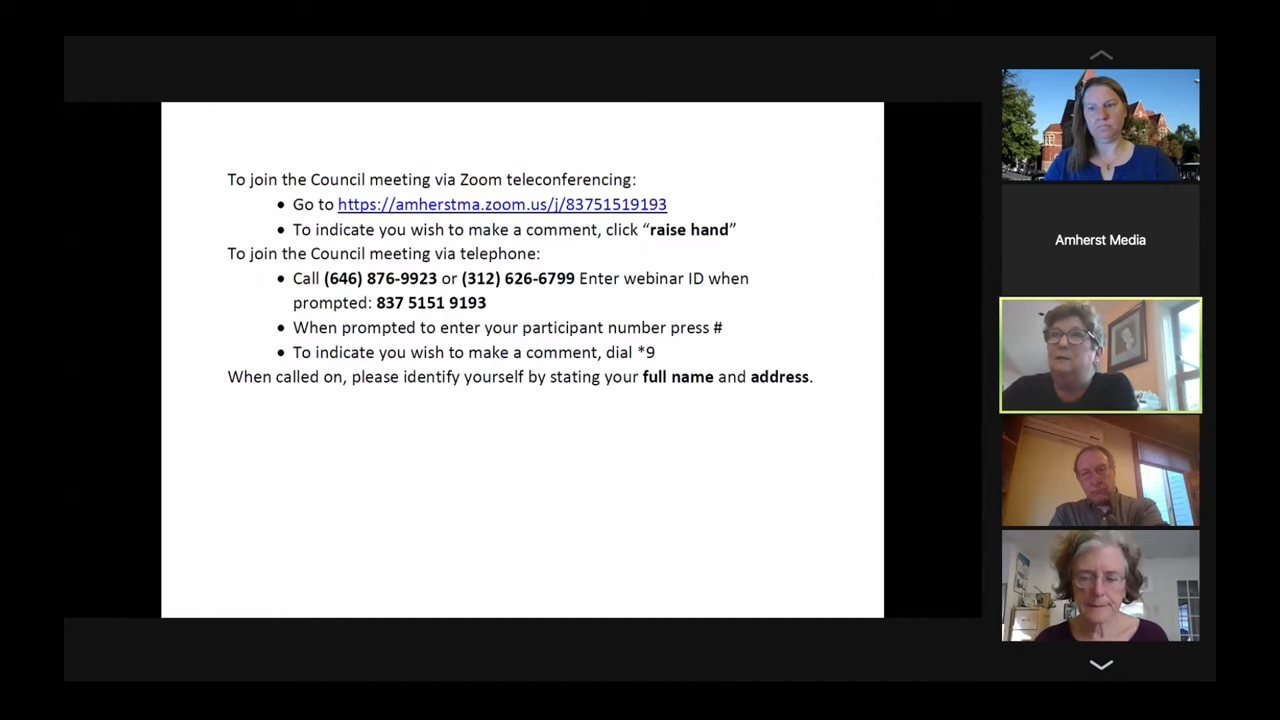 To join the Council meeting via Zoom teleconferencing:
• Go to https://amherstma.zoom.us/j/83751519193
• To indicate you wish to make a comment, click “raise hand”
To join the Council meeting via telephone:
• Call (646) 876-9923 or (312) 626-6799 Enter webinar ID when
prompted: 837 5151 9193
• When prompted to enter your participant number press #
• To indicate you wish to make a comment, dial *9
When called on, please identify yourself by stating your full name and address.
Amherst Media